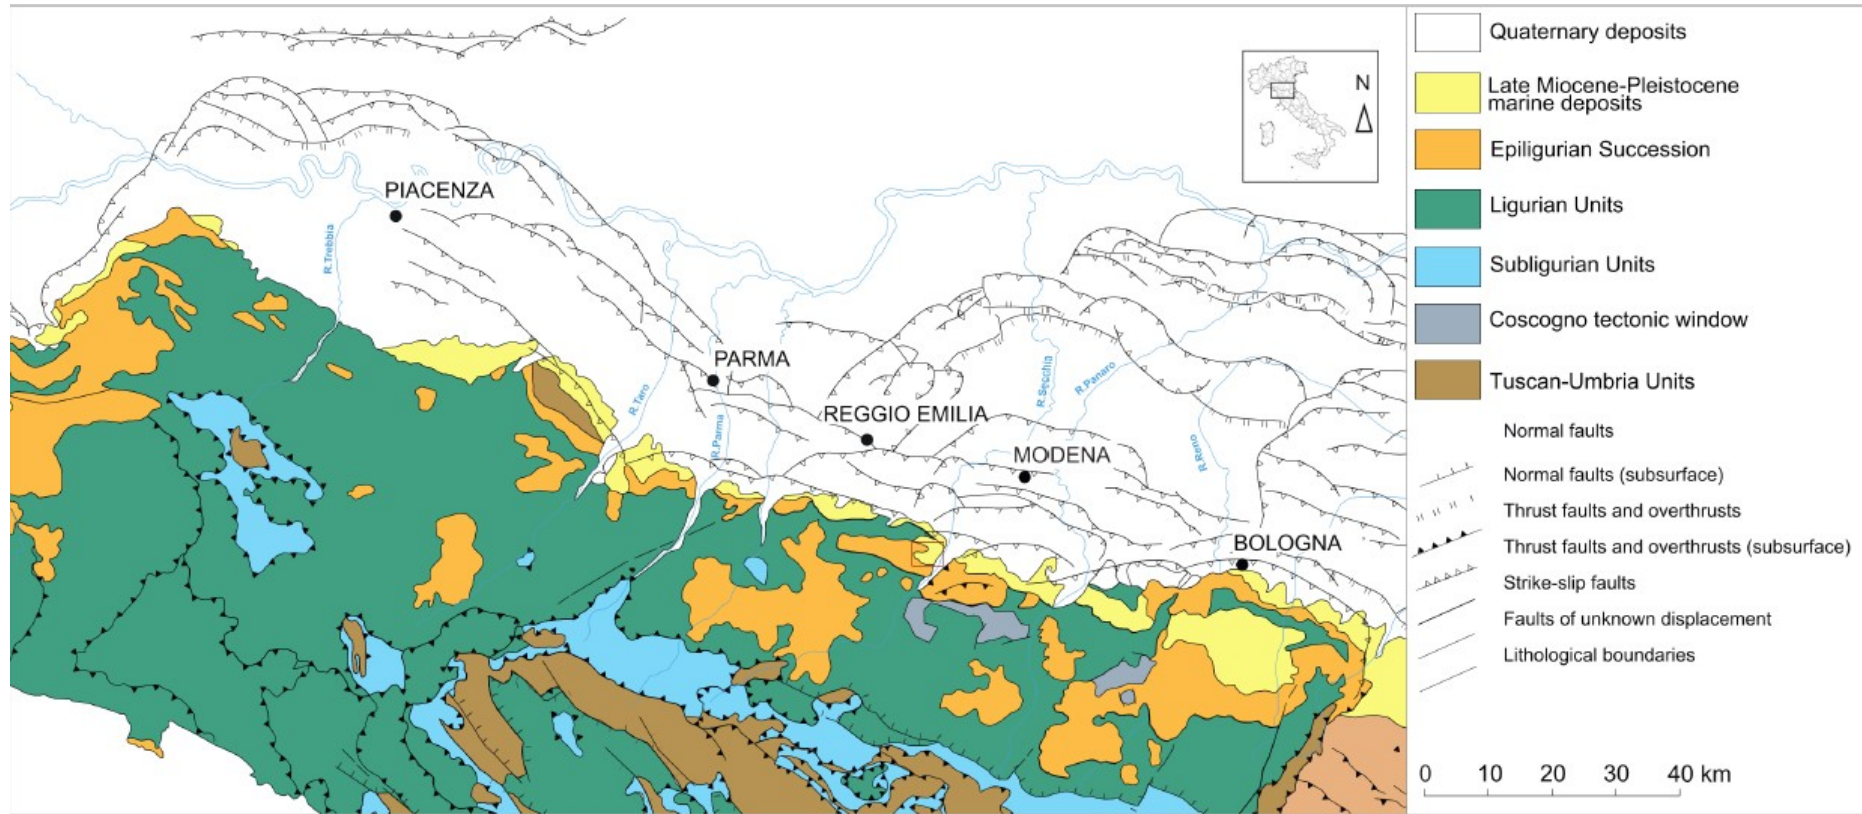 PIACENZA
R.Trebbia
PARMA
R.Taro
R.Parma
REGGIO EMILIA
R.Secchia
R.Panaro
MODENA
R.Reno
BOLOGNA
N
Quaternary deposits
Late Miocene-Pleistocene
marine deposits
Epiligurian Succession
Ligurian Units
Subligurian Units
Coscogno tectonic window
Tuscan-Umbria Units
Normal faults
Normal faults (subsurface)
Thrust faults and overthrusts
Thrust faults and overthrusts (subsurface)
Strike-slip faults
Faults of unknown displacement
Lithological boundaries
0 10 20 30 40 km